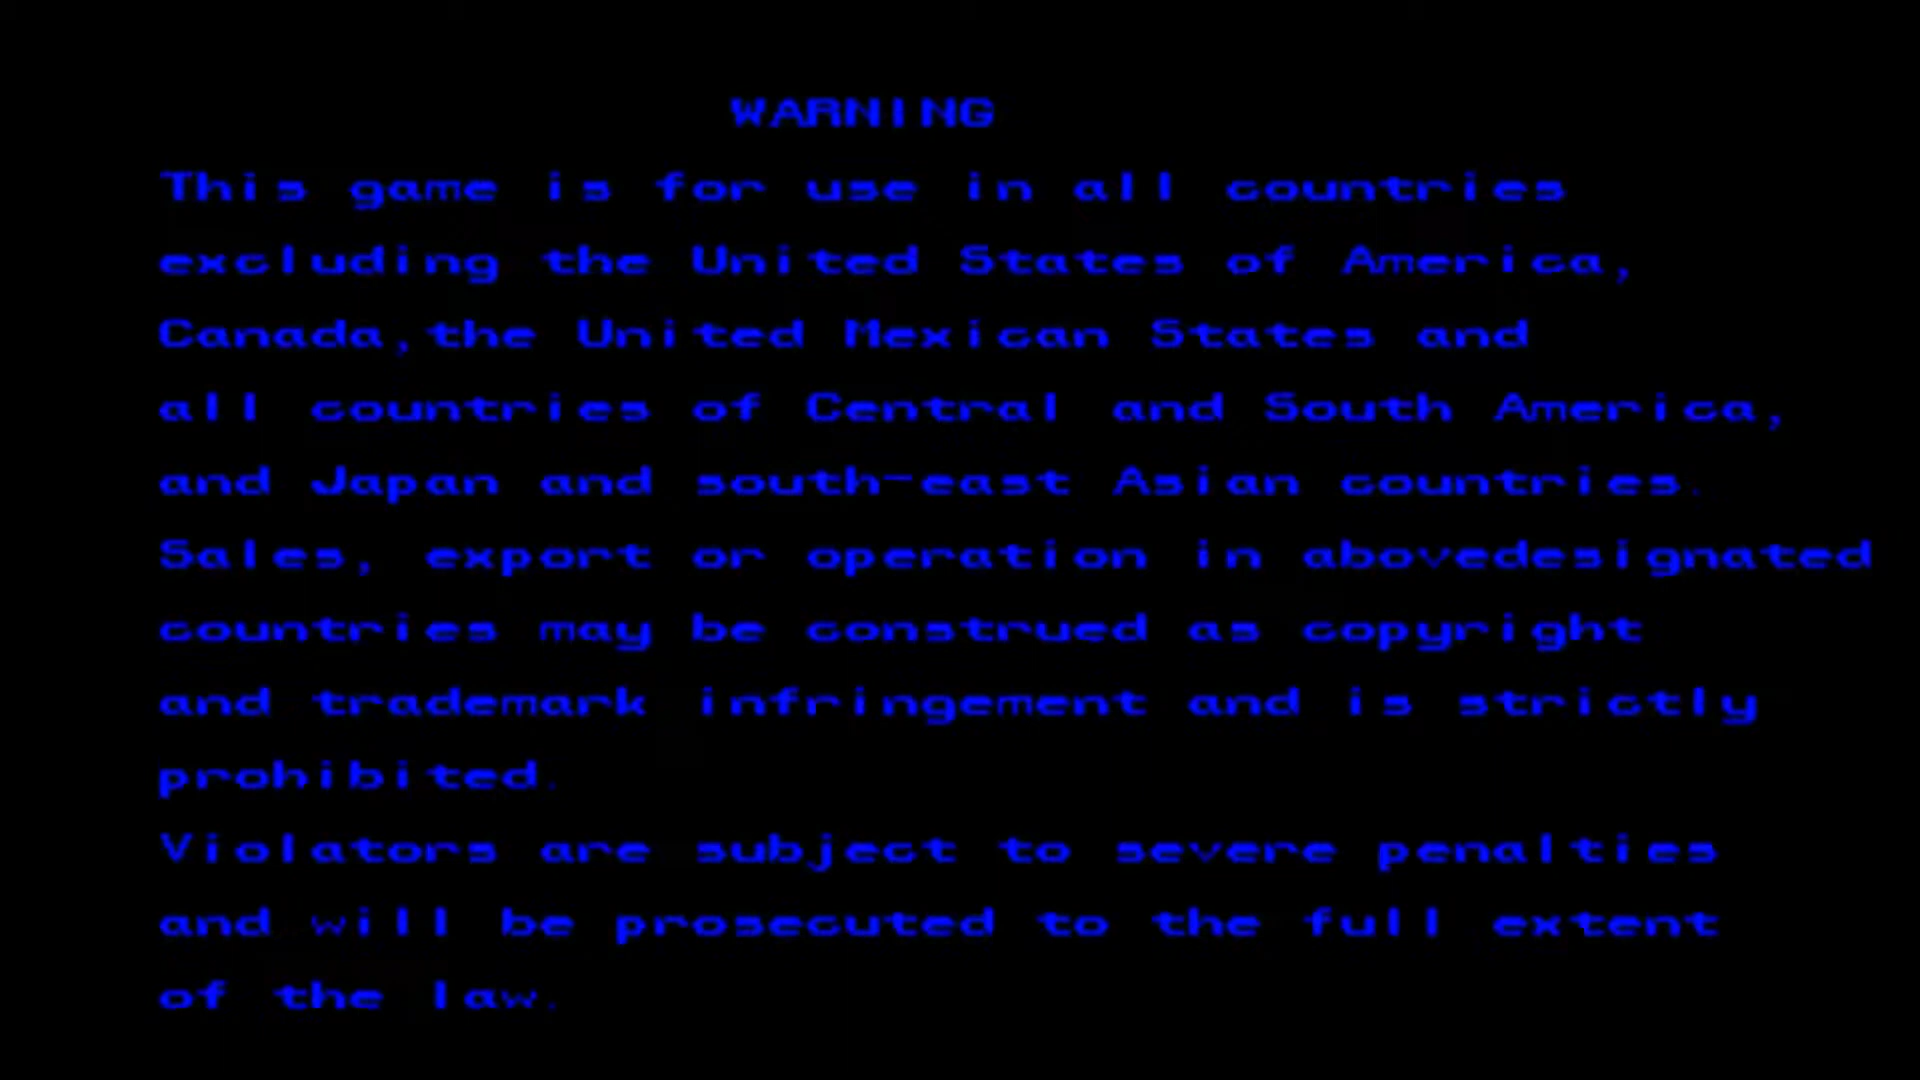 WARNING
This game is for use in all countries
excluding the United States of America,
Canada,the United Mexican States and
all countries of Central and South America,
and Japan and south-east Asian countries.
Sales, export or operation in abovedesignated
countries may be construed as copyright
and trademark infringement and is strictly
prohibited.
Violators are subject to severe penalties
and will be prosecuted to the full extent
of the law.